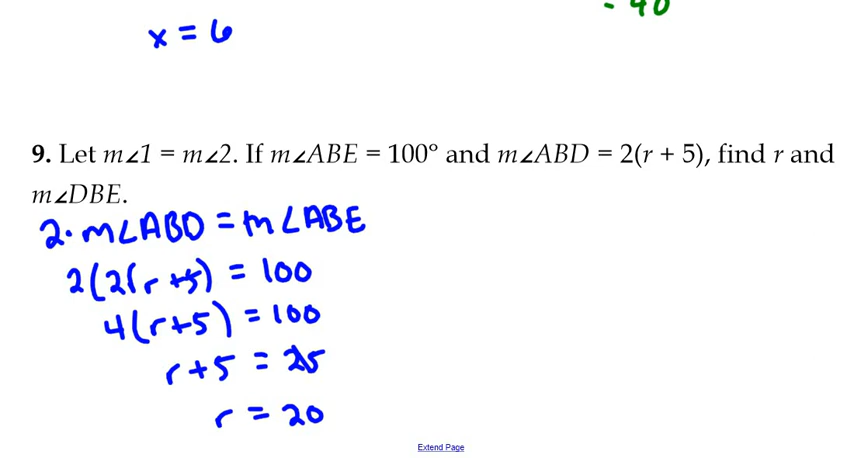 = 40
x = 6
9. Let m∠1 = m∠2. If m∠ABE = 100° and m∠ABD = 2(r + 5), find r and
m∠DBE.
2· m∠ABD = m∠ABE
2(2(r+5) = 100
4(r+5) = 100
r+5 = 25
r = 20
Extend Page